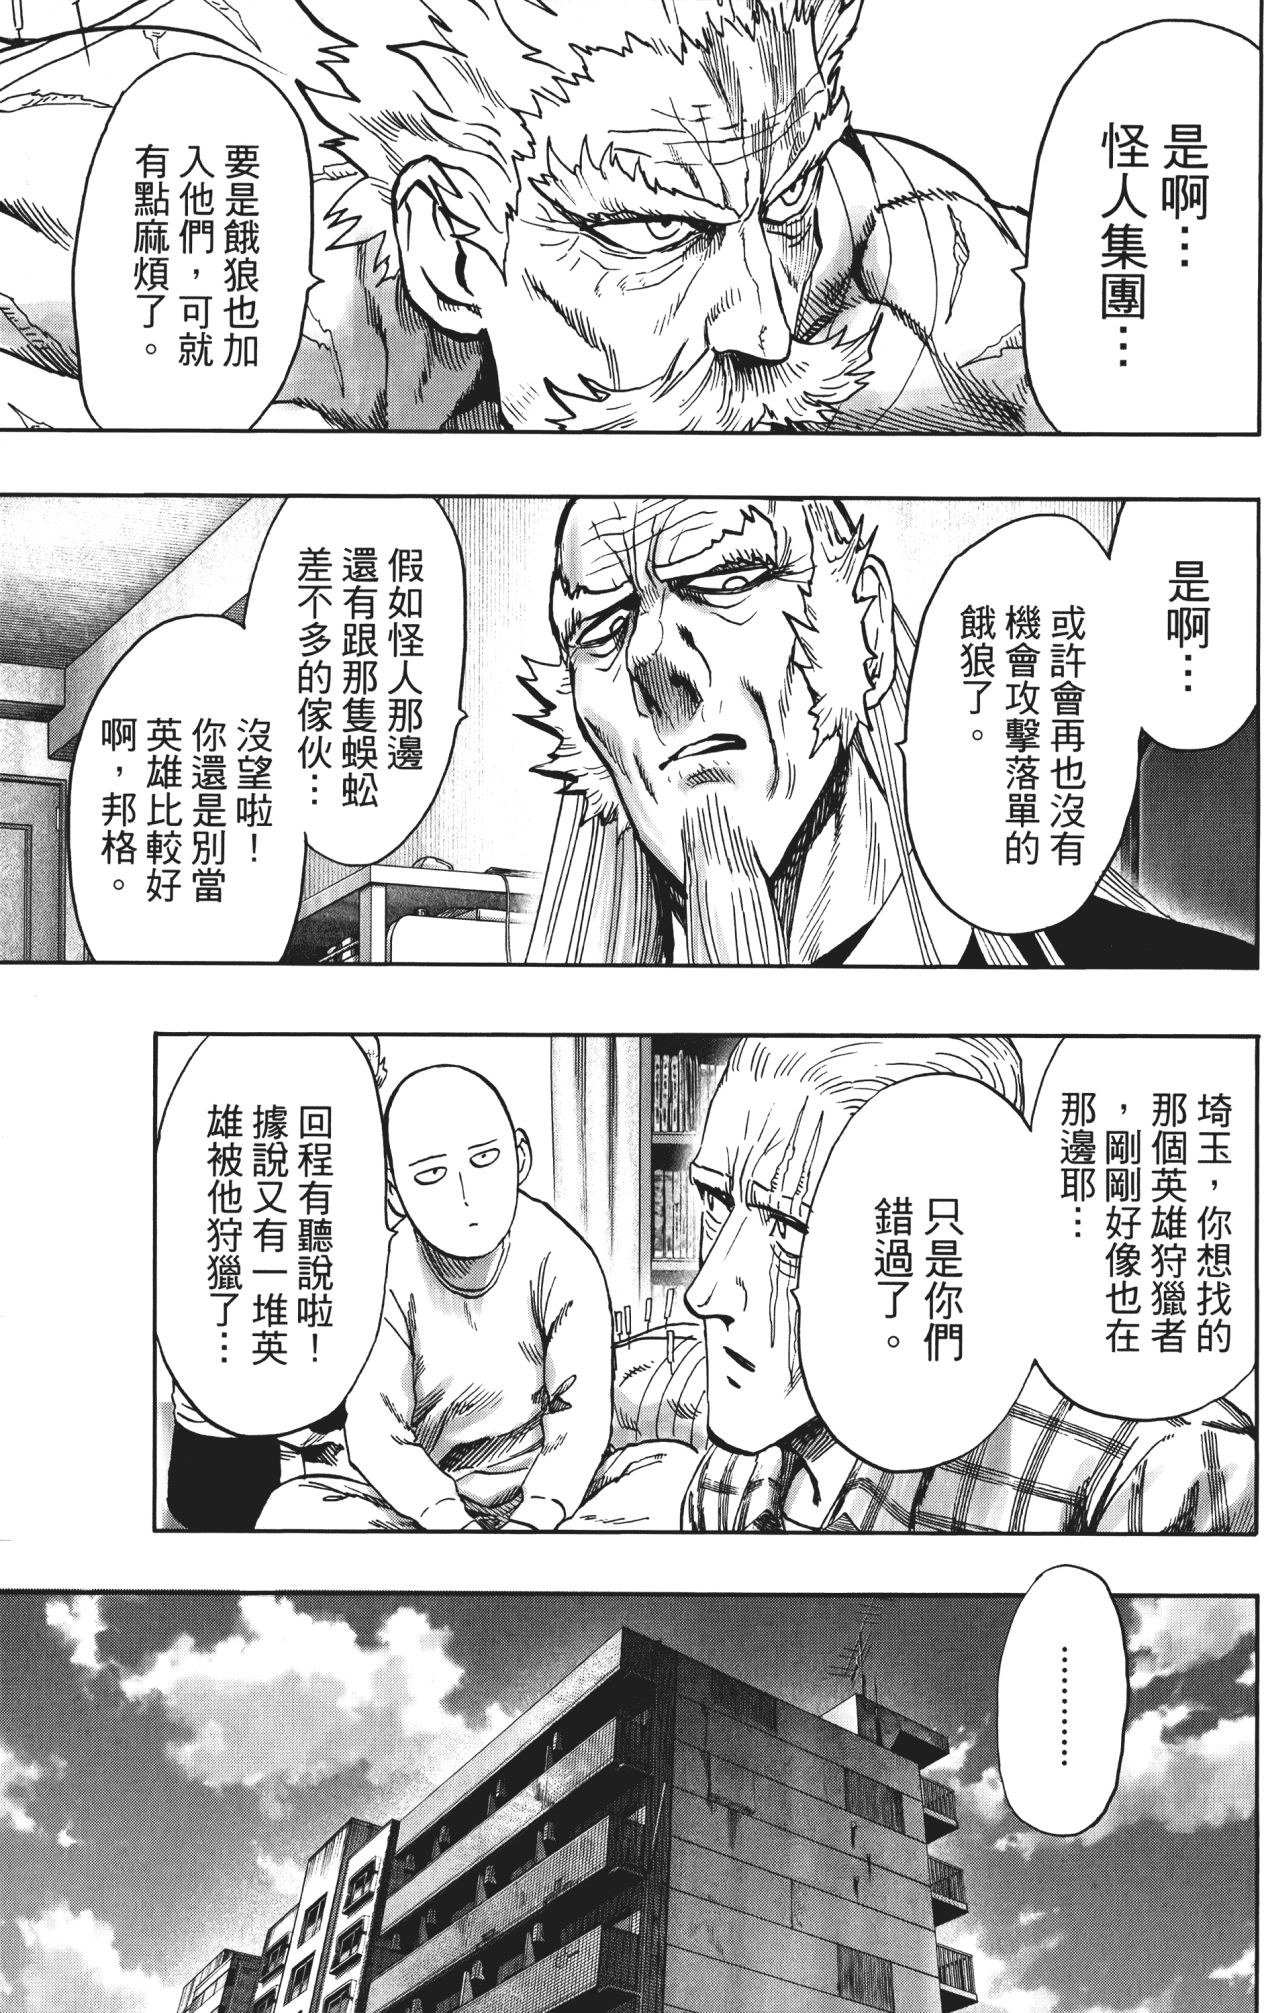 是啊…
怪人集團…
要是餓狼也加
入他們，可就
有點麻煩了。
是啊…
或許會再也沒有
機會攻擊落單的
餓狼了。
假如怪人那邊
還有跟那隻蜈蚣
差不多的傢伙…
沒望啦！
你還是別當
英雄比較好
啊，邦格。
埼玉，你想找的
那個英雄狩獵者
，剛剛好像也在
那邊耶…
只是你們
錯過了。
回程有聽說啦！
據說又有一堆英
雄被他狩獵了…
………